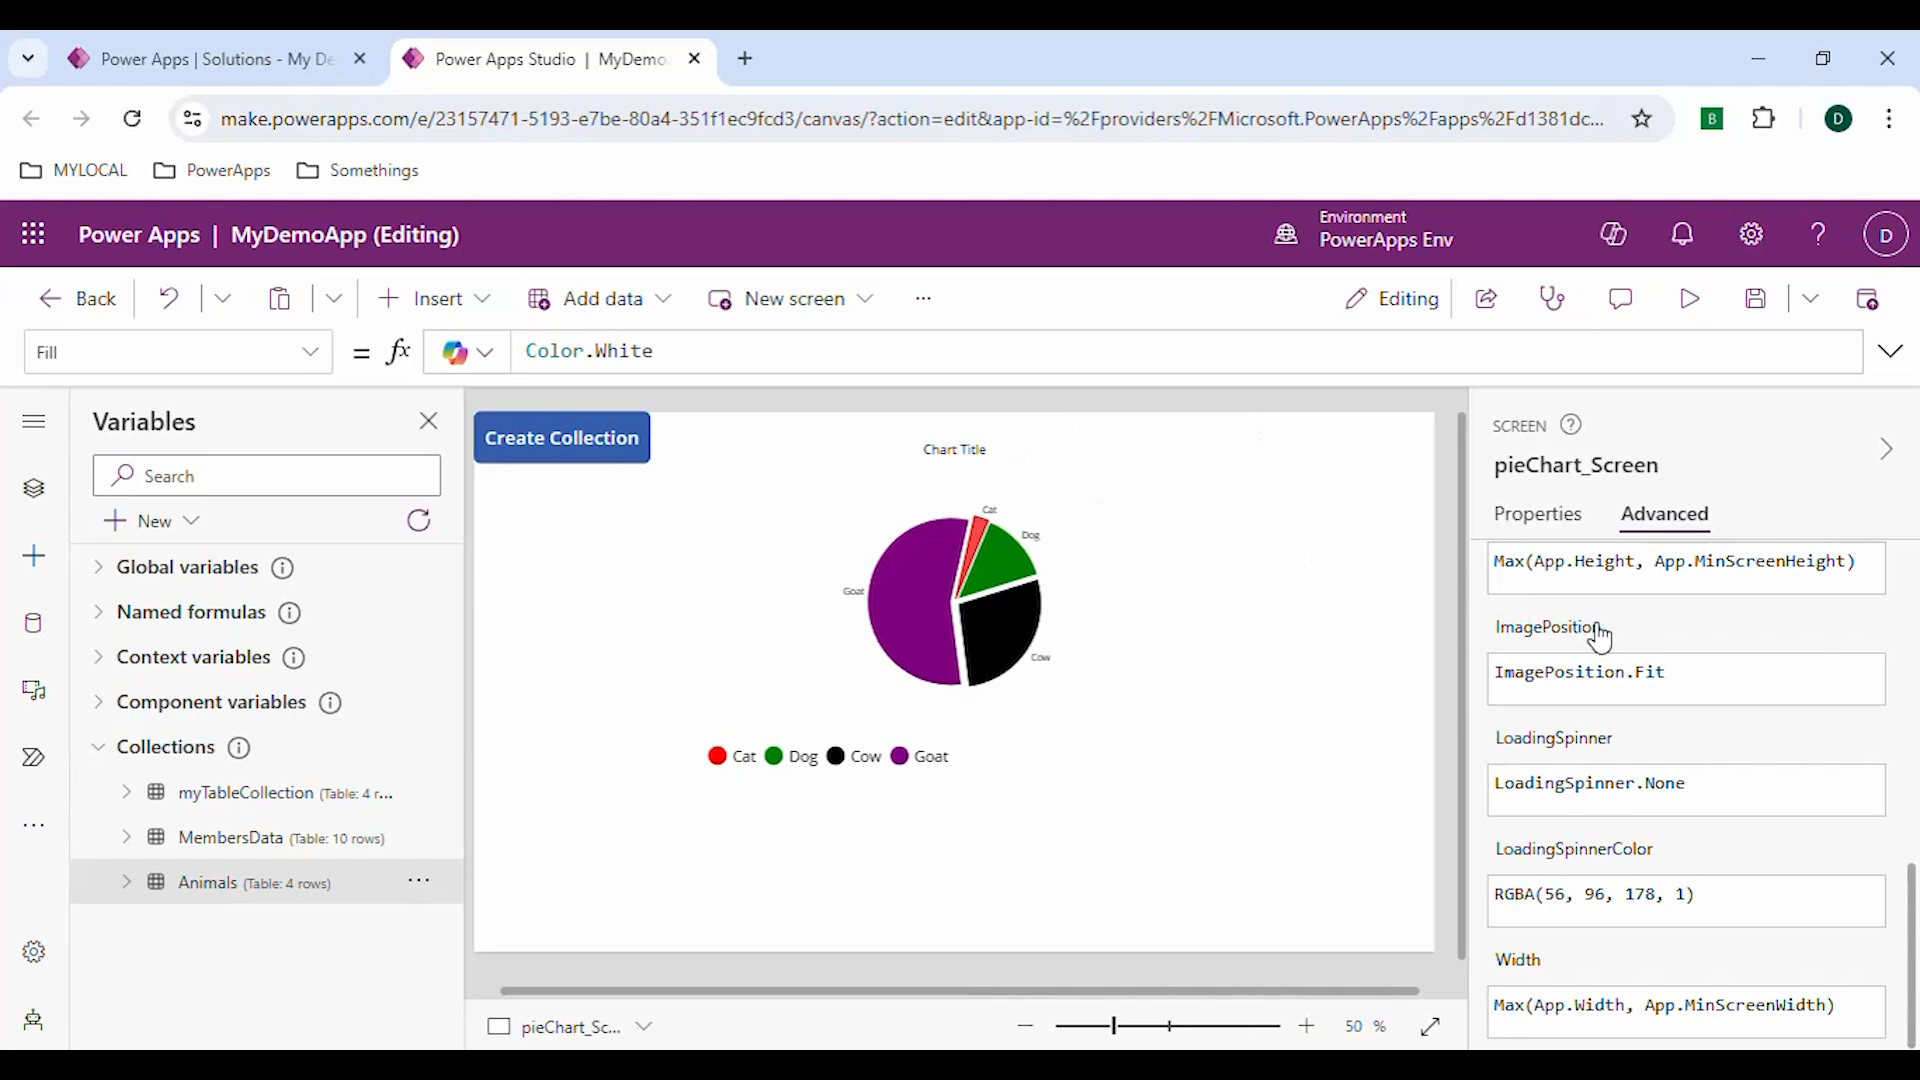 Power Apps | Solutions - My De
Power Apps Studio | MyDemo
make.powerapps.com/e/23157471-5193-e7be-80a4-351f1ec9fcd3/canvas/?action=edit&app-id=%2Fproviders%2FMicrosoft.PowerApps%2Fapps%2Fd1381dc...
B
D
MYLOCAL
PowerApps
Somethings
Power Apps | MyDemoApp (Editing)
Environment
PowerApps Env
D
Back
Insert
Add data
New screen
...
Editing
Fill
= fx
Color.White
Variables
Search
New
Global variables
Named formulas
Context variables
Component variables
Collections
myTableCollection (Table: 4 r...
MembersData (Table: 10 rows)
Animals (Table: 4 rows)
...
Create Collection
Chart Title
Cat
Dog
Goat
Cow
Cat Dog Cow Goat
pieChart_Sc...
50 %
SCREEN
pieChart_Screen
Properties
Advanced
Max(App.Height, App.MinScreenHeight)
ImagePosition
ImagePosition.Fit
LoadingSpinner
LoadingSpinner.None
LoadingSpinnerColor
RGBA(56, 96, 178, 1)
Width
Max(App.Width, App.MinScreenWidth)